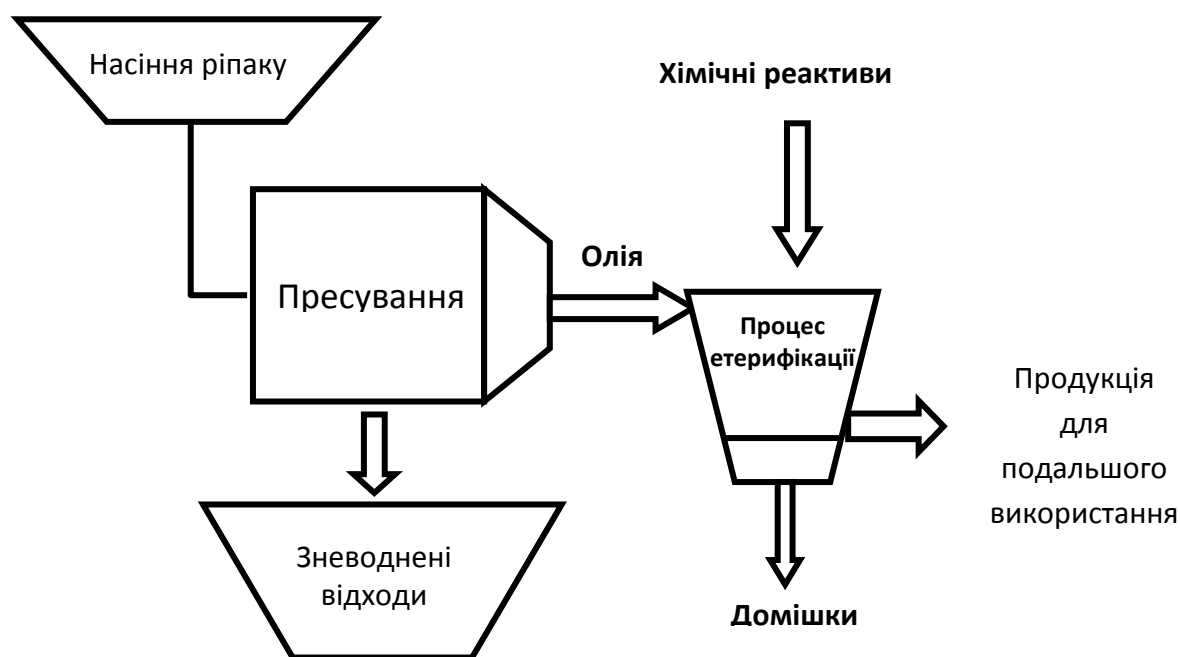 Насіння ріпаку
Хімічні реактиви
Олія
Пресування
Процес
етерифікації
Продукція
для
подальшого
використання
Зневоднені
відходи
Домішки